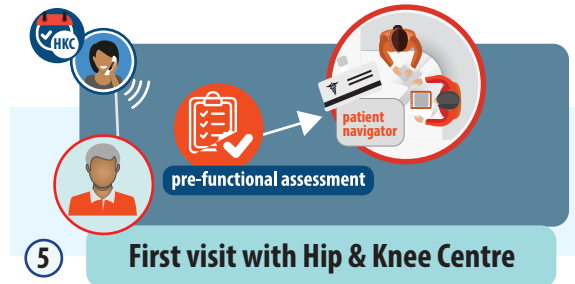 HKC
patient
navigator
pre-functional assessment
5
First visit with Hip & Knee Centre